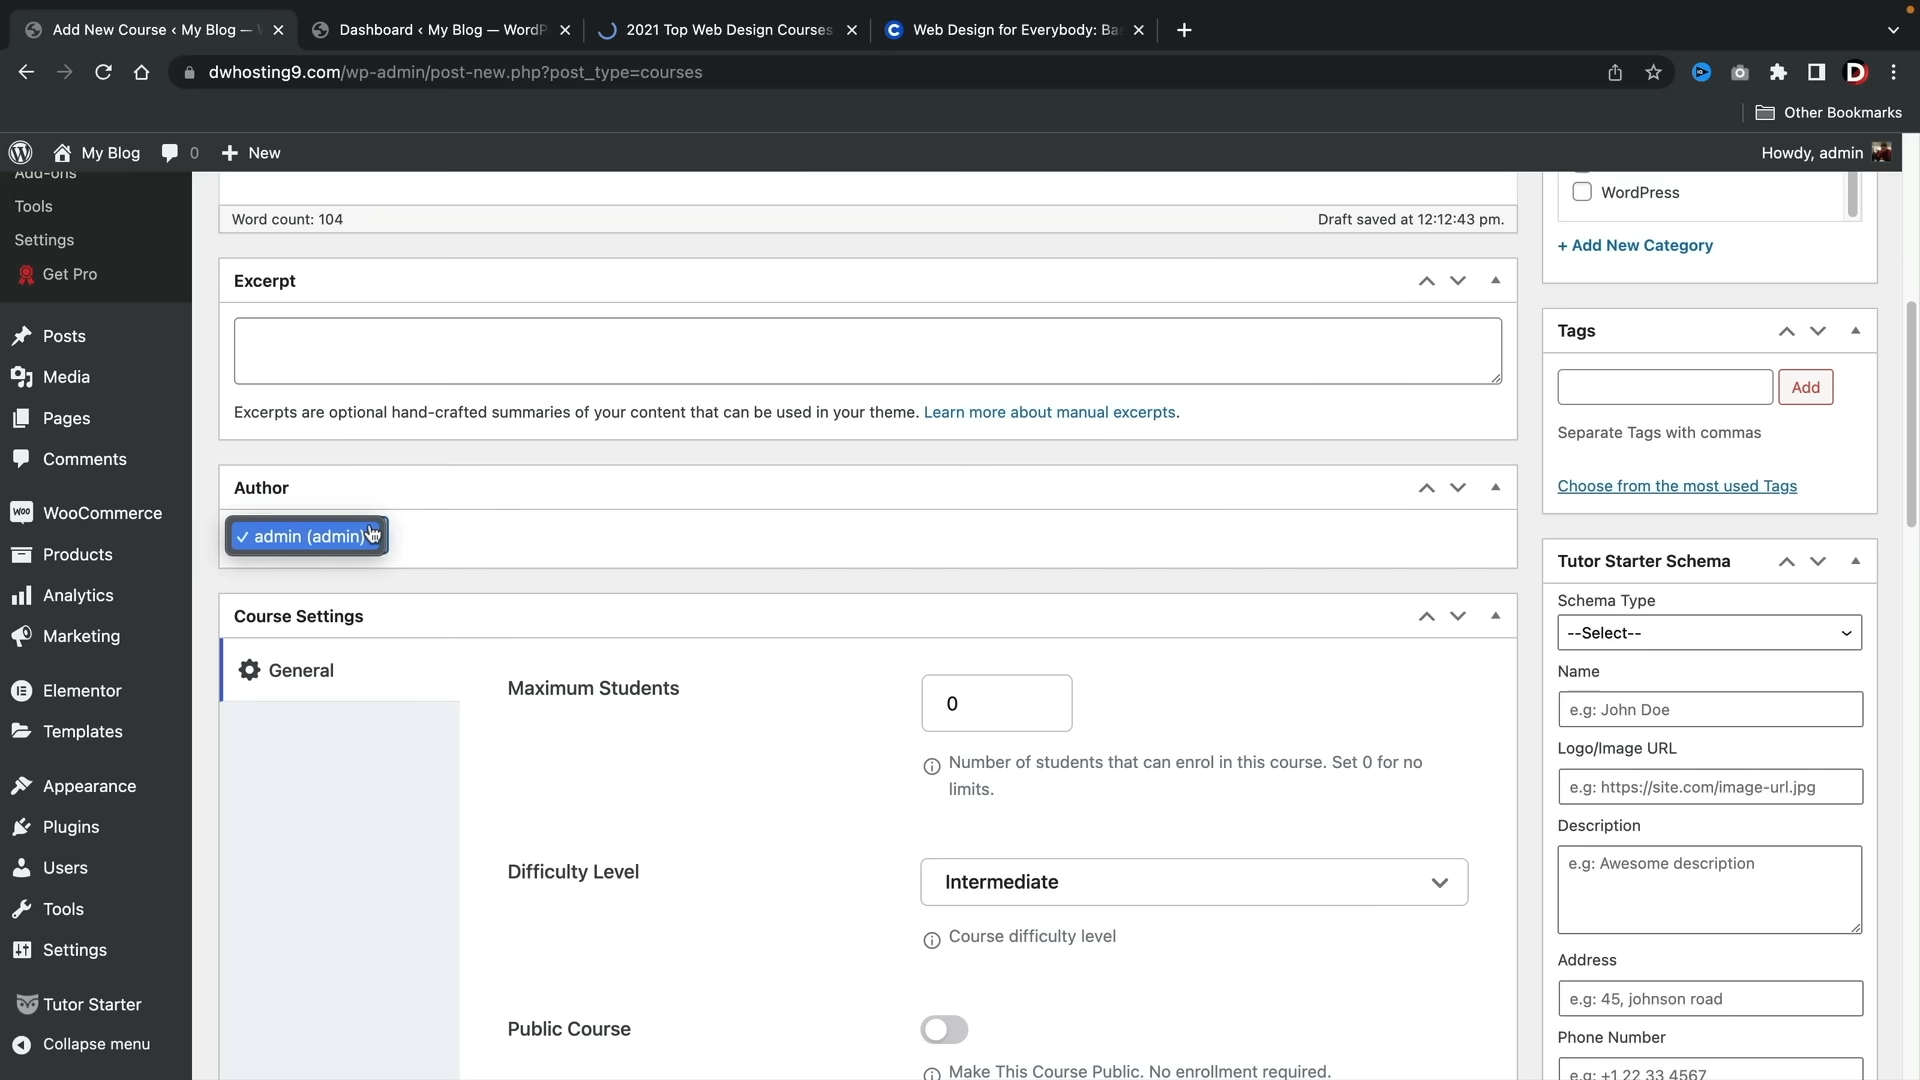 Add New Course ‹ My Blog —
Dashboard ‹ My Blog — WordP
2021 Top Web Design Courses
Web Design for Everybody: Ba
dwhosting9.com/wp-admin/post-new.php?post_type=courses
Other Bookmarks
My Blog
0
New
Howdy, admin
Add-ons
Tools
Settings
Get Pro
Posts
Media
Pages
Comments
WooCommerce
Products
Analytics
Marketing
Elementor
Templates
Appearance
Plugins
Users
Tools
Settings
Tutor Starter
Collapse menu
Word count: 104
Draft saved at 12:12:43 pm.
Excerpt
Excerpts are optional hand-crafted summaries of your content that can be used in your theme. Learn more about manual excerpts.
Author
✓ admin (admin)
Course Settings
General
Maximum Students
0
Number of students that can enrol in this course. Set 0 for no
limits.
Difficulty Level
Intermediate
Course difficulty level
Public Course
Make This Course Public. No enrollment required.
WordPress
+ Add New Category
Tags
Add
Separate Tags with commas
Choose from the most used Tags
Tutor Starter Schema
Schema Type
--Select--
Name
e.g: John Doe
Logo/Image URL
e.g: https://site.com/image-url.jpg
Description
e.g: Awesome description
Address
e.g: 45, johnson road
Phone Number
e.g: +1 22 33 4567